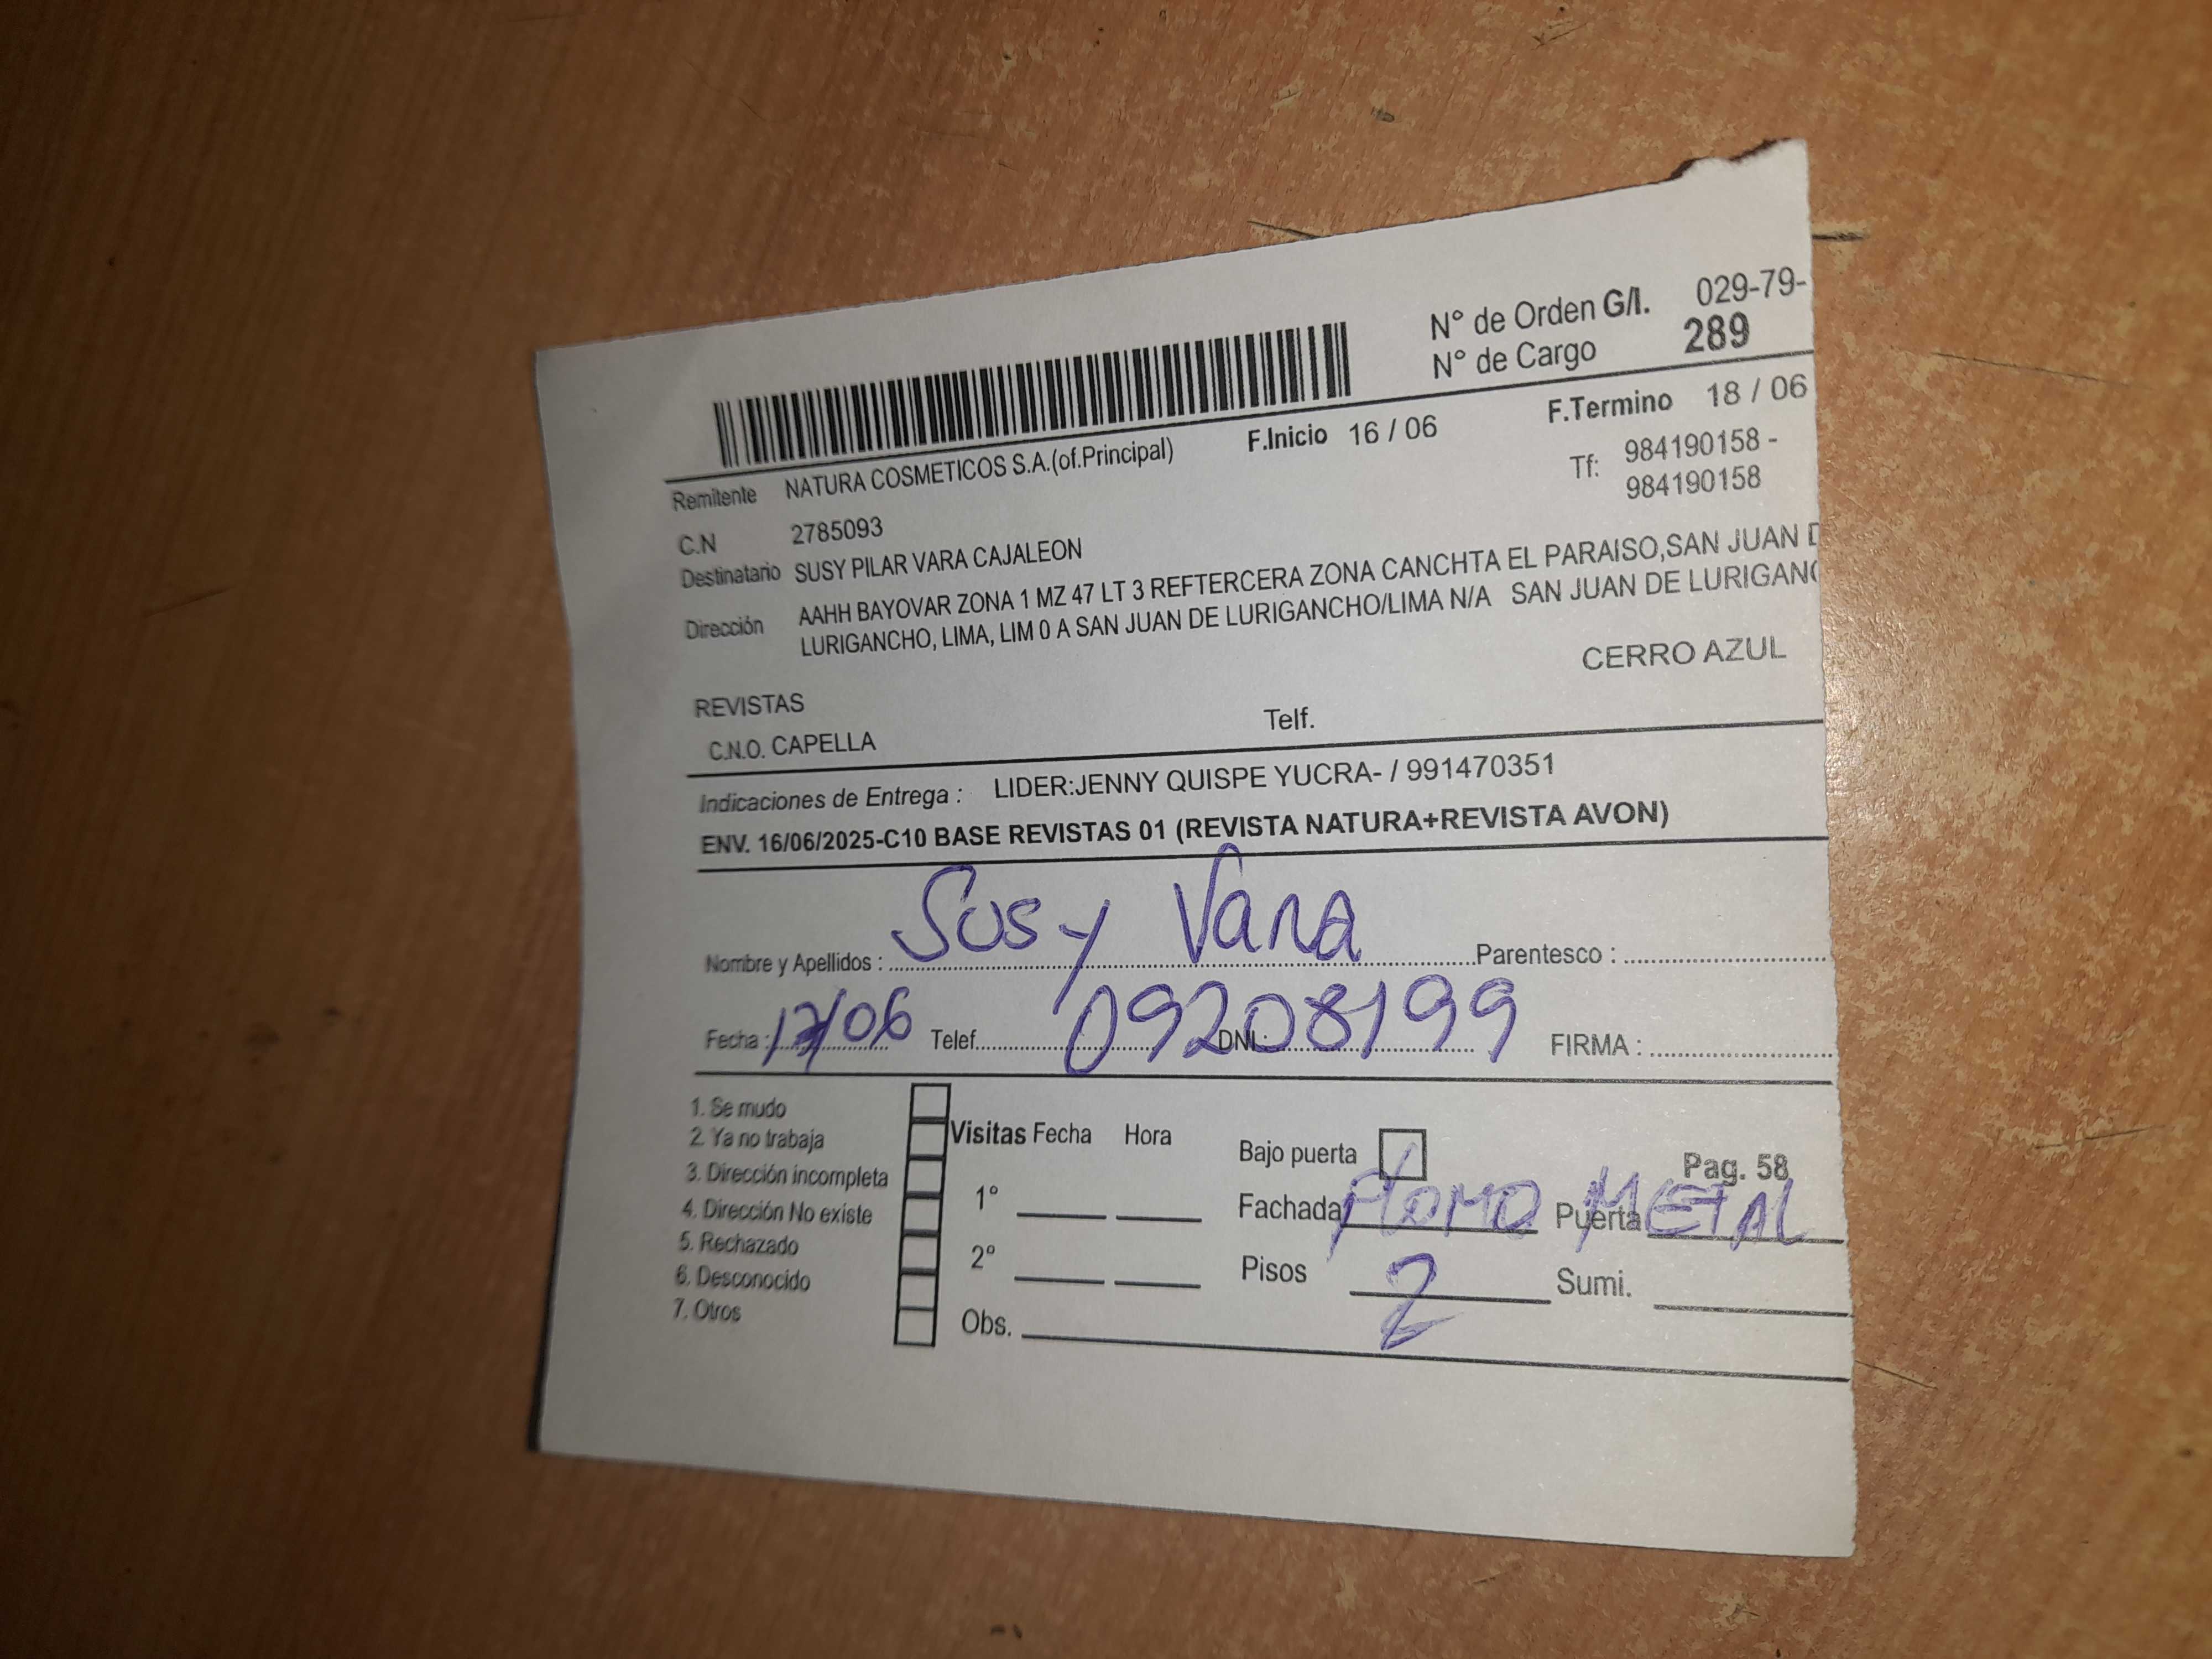 N° de Orden G/I. 029-79-
N° de Cargo 289
F.Inicio 16 / 06 F.Termino 18 / 06
Remitente NATURA COSMETICOS S.A.(of.Principal) Tf: 984190158 -
984190158
C.N 2785093
Destinatario SUSY PILAR VARA CAJALEON
Dirección AAHH BAYOVAR ZONA 1 MZ 47 LT 3 REFTERCERA ZONA CANCHTA EL PARAISO,SAN JUAN
LURIGANCHO, LIMA, LIM 0 A SAN JUAN DE LURIGANCHO/LIMA N/A SAN JUAN DE LURIGANC
CERRO AZUL
REVISTAS
C.N.O. CAPELLA Telf.
Indicaciones de Entrega : LIDER:JENNY QUISPE YUCRA- / 991470351
ENV. 16/06/2025-C10 BASE REVISTAS 01 (REVISTA NATURA+REVISTA AVON)
Nombre y Apellidos : Susy Vara Parentesco :
Fecha : /06 Telef. DNI: 09208199 FIRMA :
1. Se mudo
2. Ya no trabaja Visitas Fecha Hora Bajo puerta Pag. 58
3. Dirección incompleta
4. Dirección No existe 1° Fachada PLOMO Puerta METAL
5. Rechazado
6. Desconocido 2° Pisos 2 Sumi.
7. Otros Obs.